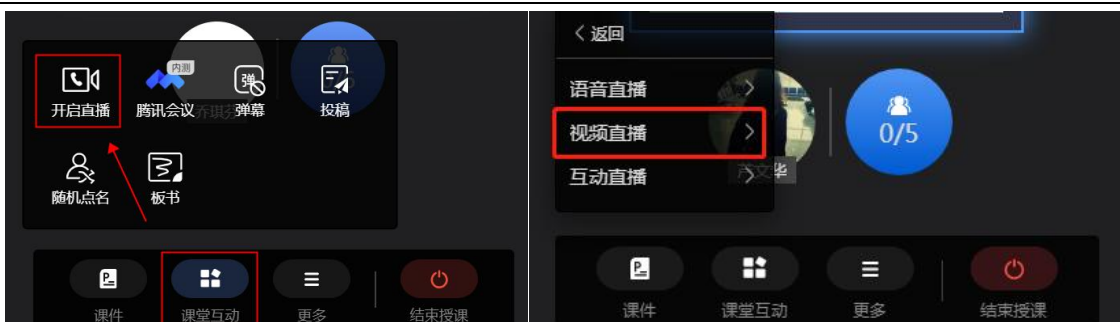 内测
开启直播 腾讯会议 弹幕 投稿
随机点名 板书
课件 课堂互动 更多 结束授课
返回
语音直播
视频直播
互动直播
0/5
课件 课堂互动 更多 结束授课